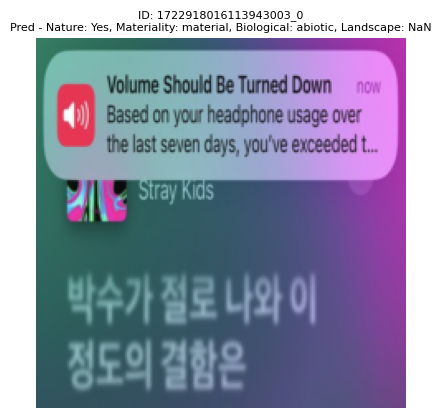 ID: 1722918016113943003_0
Pred - Nature: Yes, Materiality: material, Biological: abiotic, Landscape: NaN
Volume Should Be Turned Down now
Based on your headphone usage over
the last seven days, you've exceeded t...
Stray Kids
박수가 절로 나와 이
정도의 결함은